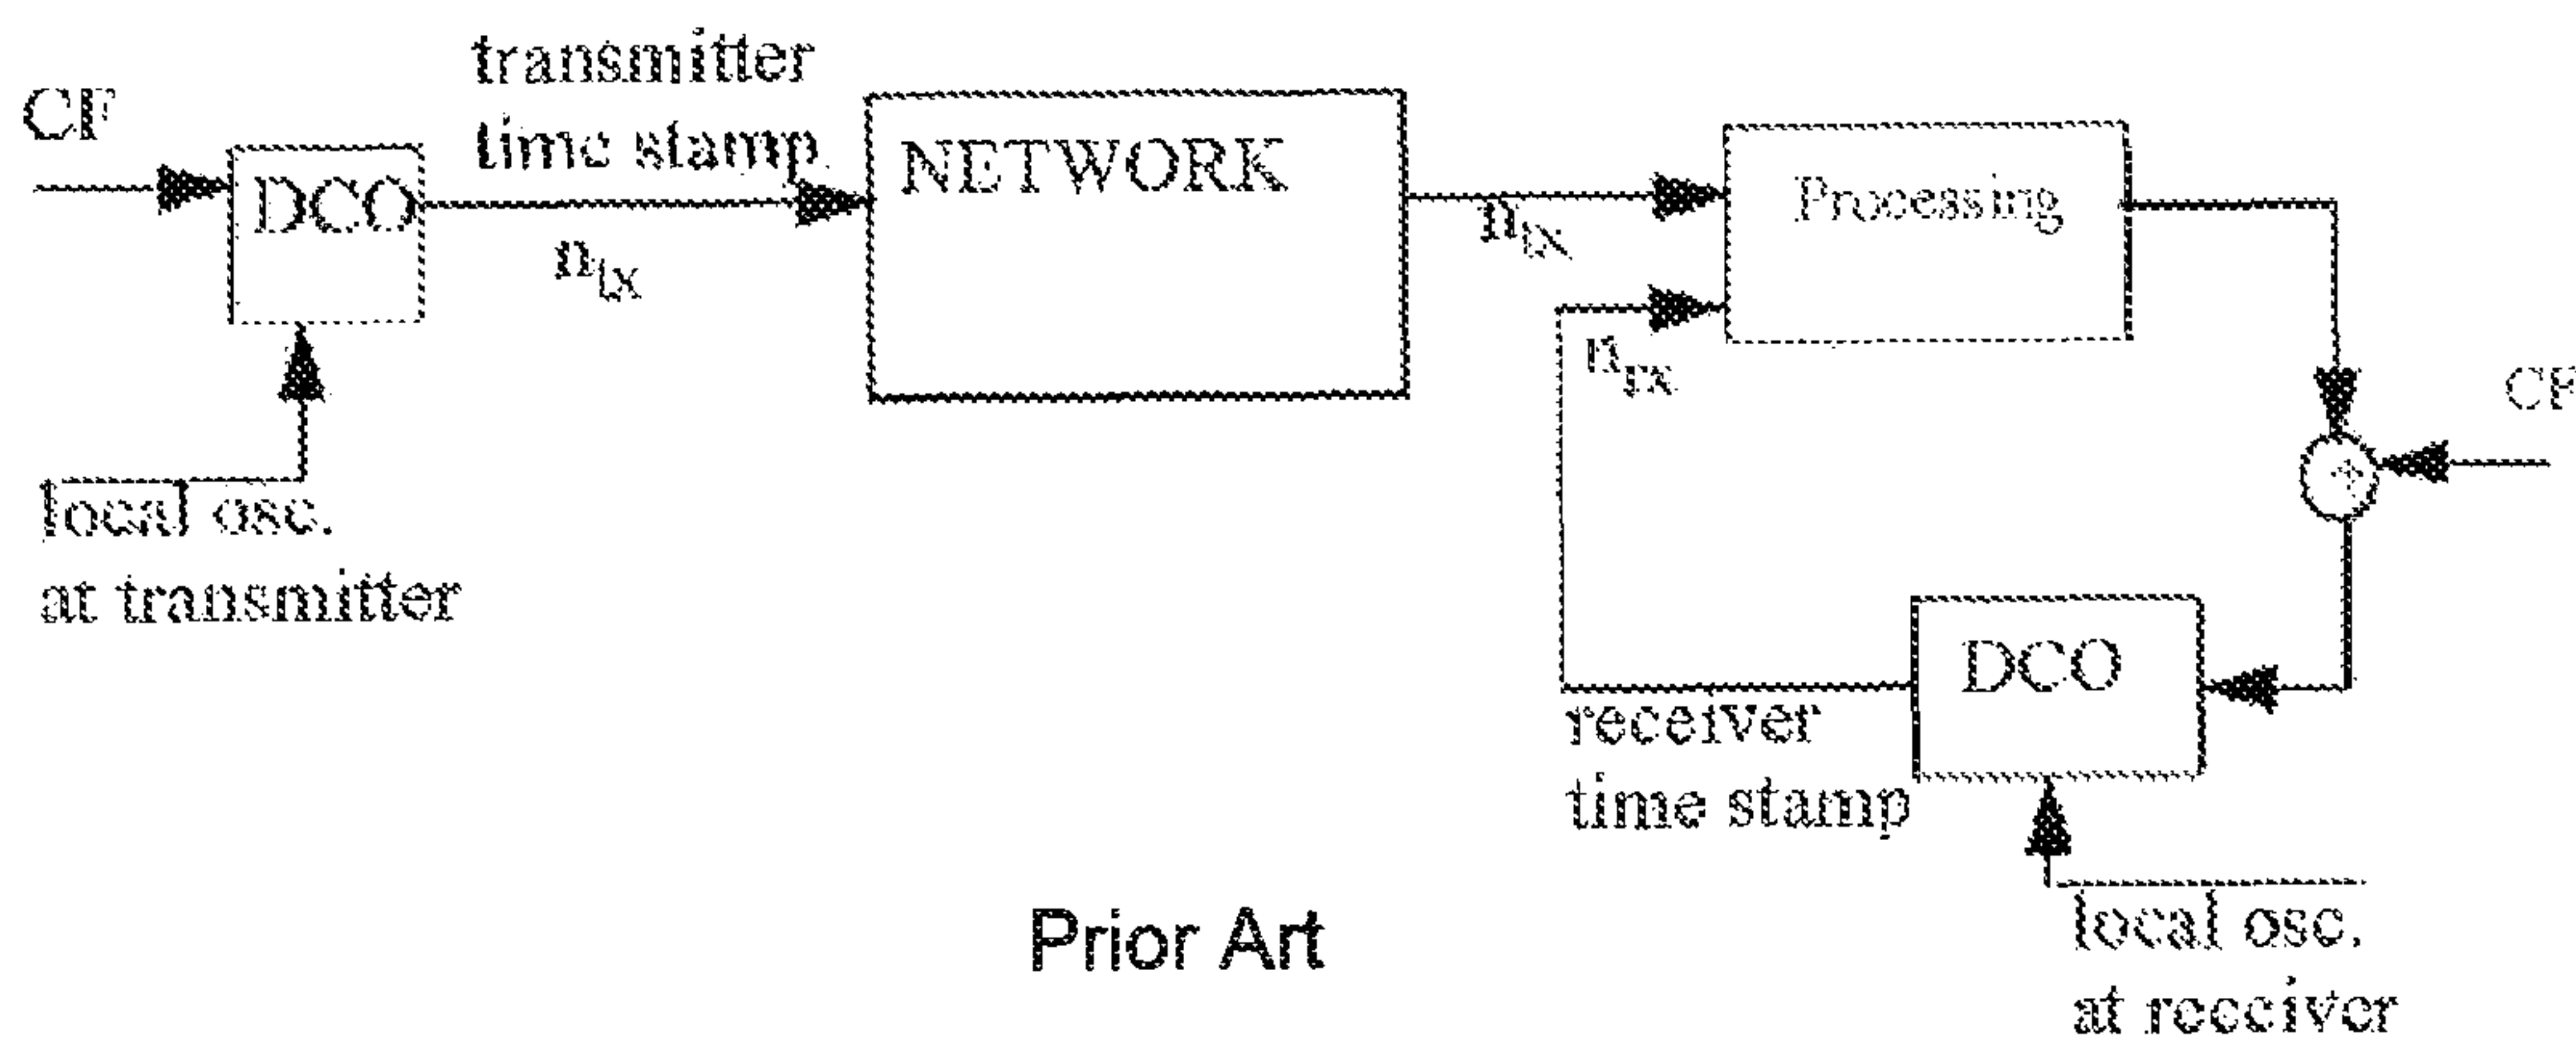 CF
transmitter
time stamp
DCO
NETWORK
n_tx
local osc.
at transmitter
n_tx
Processing
n_rx
CF
DCO
receiver
time stamp
local osc.
at receiver
Prior Art